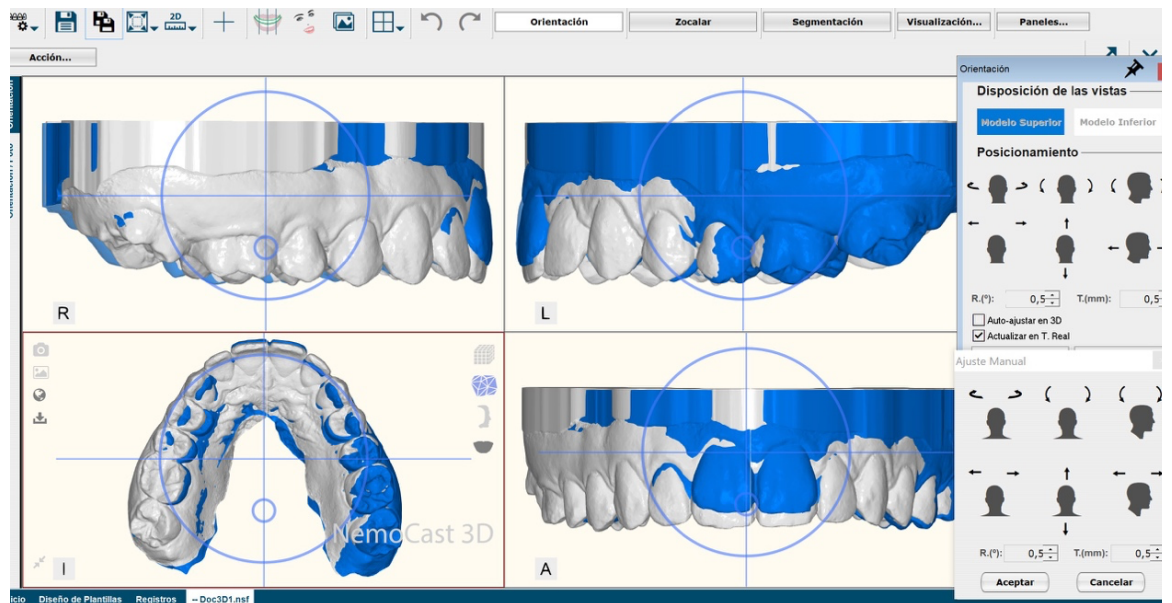 2D
Orientación
Zocalar
Segmentación
Visualización...
Paneles...
Acción...
Orientación
Disposición de las vistas
Modelo Superior
Modelo Inferior
Posicionamiento
R.(º):
0,5
T.(mm):
0,5
Auto-ajustar en 3D
Actualizar en T. Real
R
L
Ajuste Manual
NemoCast 3D
I
A
R.(º):
0,5
T.(mm):
0,5
Aceptar
Cancelar
Diseño de Plantillas
Registros
-- Doc3D1.nsf